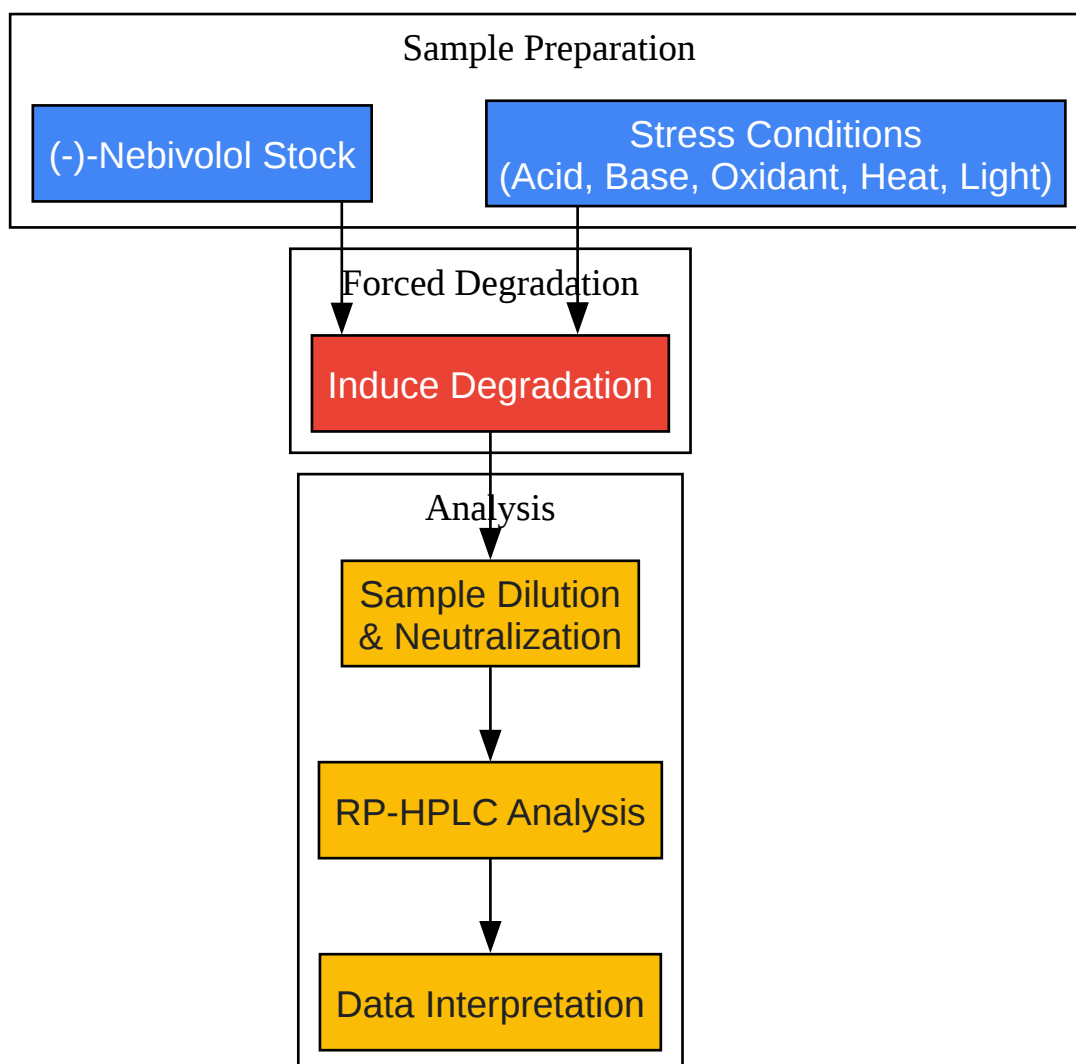 Sample Preparation
(-)-Nebivolol Stock
Stress Conditions
(Acid, Base, Oxidant, Heat, Light)
Forced Degradation
Induce Degradation
Analysis
Sample Dilution
& Neutralization
RP-HPLC Analysis
Data Interpretation